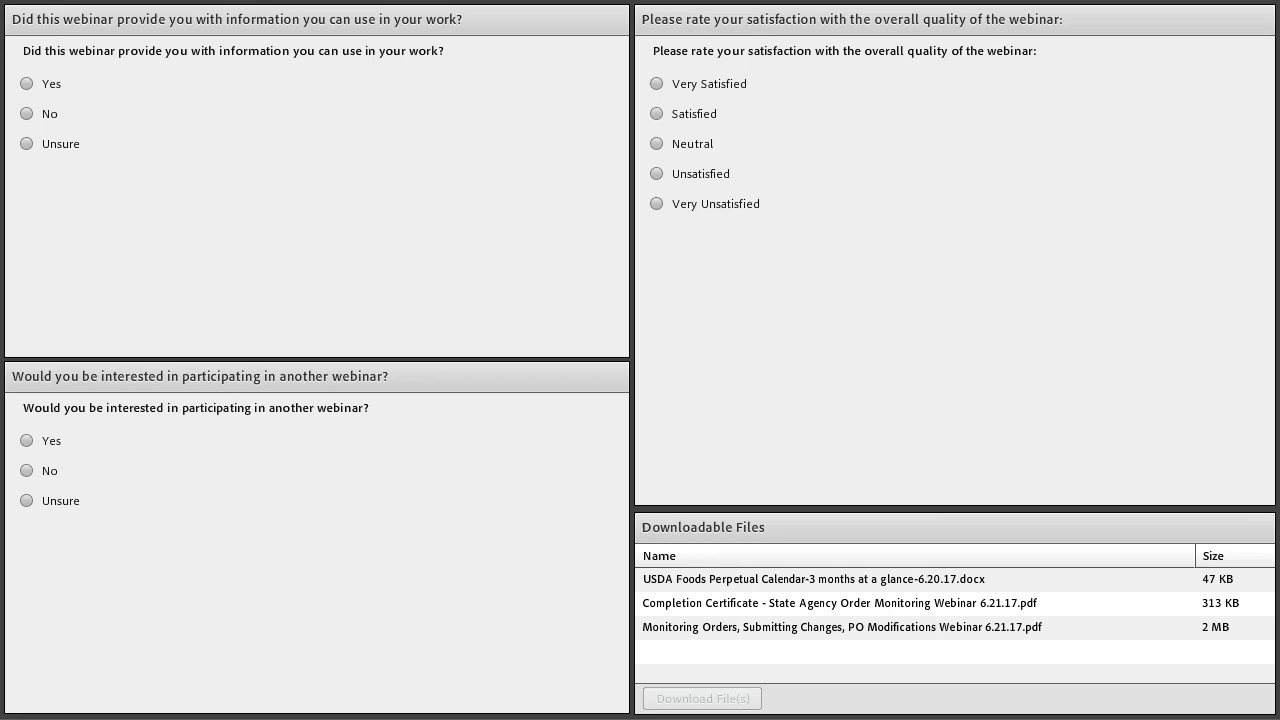 Did this webinar provide you with information you can use in your work?
Did this webinar provide you with information you can use in your work?
Yes
No
Unsure
Would you be interested in participating in another webinar?
Would you be interested in participating in another webinar?
Yes
No
Unsure
Please rate your satisfaction with the overall quality of the webinar:
Please rate your satisfaction with the overall quality of the webinar:
Very Satisfied
Satisfied
Neutral
Unsatisfied
Very Unsatisfied
Downloadable Files
Name Size
USDA Foods Perpetual Calendar-3 months at a glance-6.20.17.docx 47 KB
Completion Certificate - State Agency Order Monitoring Webinar 6.21.17.pdf 313 KB
Monitoring Orders, Submitting Changes, PO Modifications Webinar 6.21.17.pdf 2 MB
Download File(s)